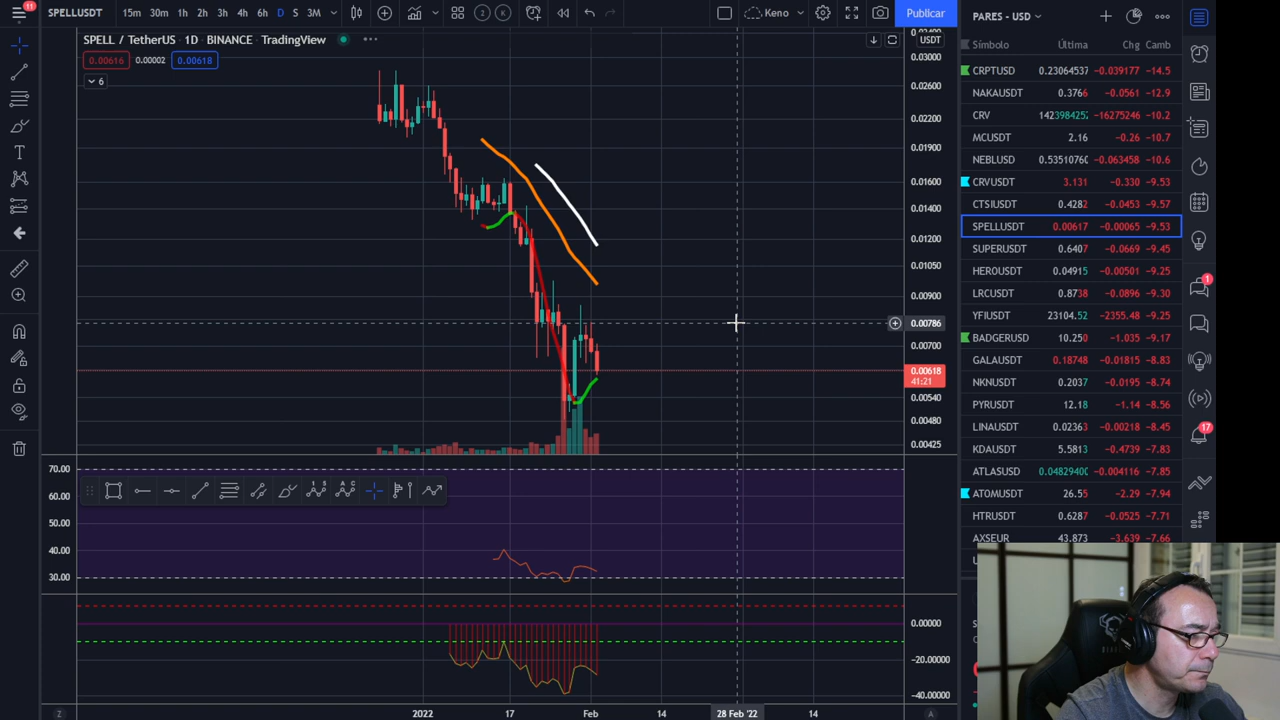 11 SPELLUSDT 15m 30m 1h 2h 3h 4h 6h D S 3M 2 K Keno Publicar
SPELL / TetherUS · 1D · BINANCE · TradingView
0.00616 0.00002 0.00618
6
USDT
0.03000
0.02600
0.02200
0.01900
0.01600
0.01400
0.01200
0.01050
0.00900
0.00786
0.00700
0.00618
41:21
0.00540
0.00480
0.00425
70.00
60.00
50.00
40.00
30.00
0.00000
-20.00000
-40.00000
Z 2022 17 Feb 14 28 Feb '22 14 A
PARES - USD
Símbolo Última Chg Camb
CRPTUSD 0.23064537 -0.039177 -14.5
NAKAUSDT 0.3766 -0.0561 -12.9
CRV 1423984252 -16275246 -10.2
MCUSDT 2.16 -0.26 -10.7
NEBLUSD 0.5351076 -0.063458 -10.6
CRVUSDT 3.131 -0.330 -9.53
CTSIUSDT 0.4282 -0.0453 -9.57
SPELLUSDT 0.00617 -0.00065 -9.53
SUPERUSDT 0.6407 -0.0669 -9.45
HEROUSDT 0.04915 -0.00501 -9.25
LRCUSDT 0.8738 -0.0896 -9.30
YFIUSDT 23104.52 -2355.48 -9.25
BADGERUSD 10.250 -1.035 -9.17
GALAUSDT 0.18748 -0.01815 -8.83
NKNUSDT 0.2037 -0.0195 -8.74
PYRUSDT 12.18 -1.14 -8.56
LINAUSDT 0.02363 -0.00218 -8.45
KDAUSDT 5.5813 -0.4739 -7.83
ATLASUSD 0.04829400 -0.004116 -7.85
ATOMUSDT 26.55 -2.29 -7.94
HTRUSDT 0.6287 -0.0525 -7.71
AXSEUR 43.873 -3.639 -7.66
1
17